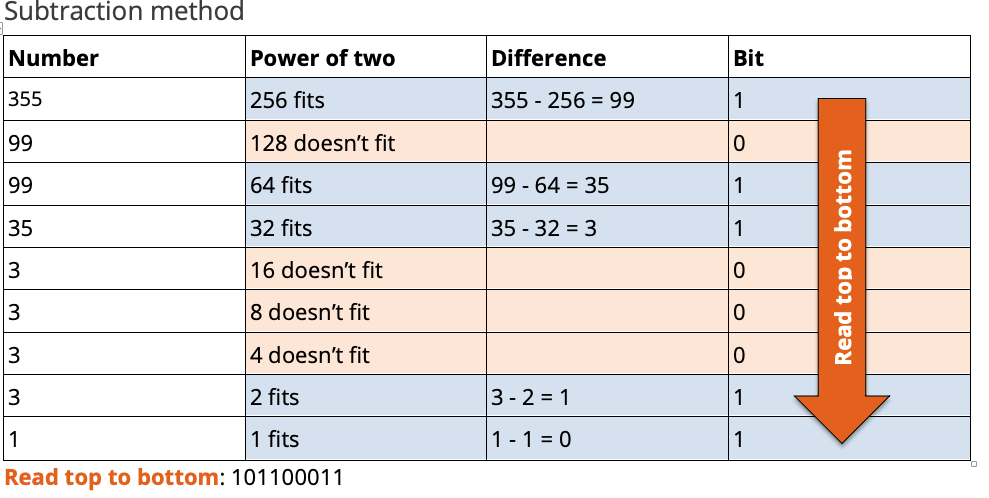 Subtraction method
Number Power of two Difference Bit
355 256 fits 355 - 256 = 99 1
99 128 doesn’t fit 0
99 64 fits 99 - 64 = 35 1
35 32 fits 35 - 32 = 3 1
3 16 doesn’t fit 0
3 8 doesn’t fit 0
3 4 doesn’t fit 0
3 2 fits 3 - 2 = 1 1
1 1 fits 1 - 1 = 0 1
Read top to bottom
Read top to bottom: 101100011